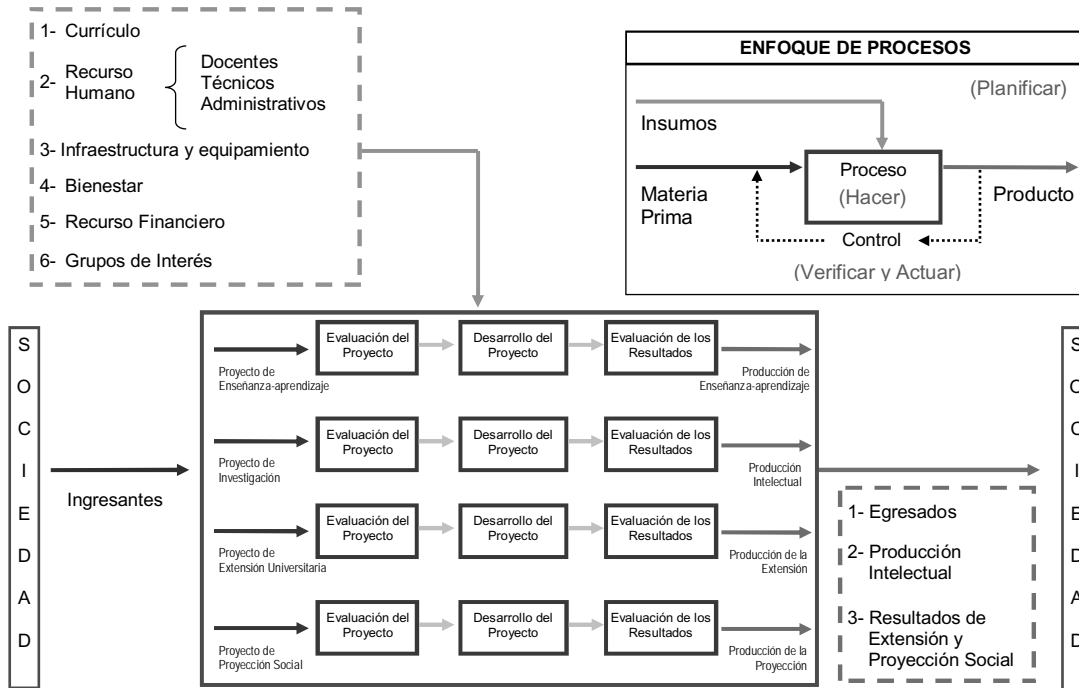 1- Currículo
2- Recurso
Humano
Docentes
Técnicos
Administrativos
3- Infraestructura y equipamiento
4- Bienestar
5- Recurso Financiero
6- Grupos de Interés
ENFOQUE DE PROCESOS
(Planificar)
Insumos
Materia
Prima
Proceso
(Hacer)
Producto
Control
(Verificar y Actuar)
S
O
C
I
E
D
A
D
Ingresantes
Proyecto de
Enseñanza-aprendizaje
Evaluación del
Proyecto
Desarrollo del
Proyecto
Evaluación de los
Resultados
Producción de
Enseñanza-aprendizaje
Proyecto de
Investigación
Evaluación del
Proyecto
Desarrollo del
Proyecto
Evaluación de los
Resultados
Producción
Intelectual
Proyecto de
Extensión Universitaria
Evaluación del
Proyecto
Desarrollo del
Proyecto
Evaluación de los
Resultados
Producción de la
Extensión
Proyecto de
Proyección Social
Evaluación del
Proyecto
Desarrollo del
Proyecto
Evaluación de los
Resultados
Producción de la
Proyección
1- Egresados
2- Producción
Intelectual
3- Resultados de
Extensión y
Proyección Social
S
O
C
I
E
D
A
D